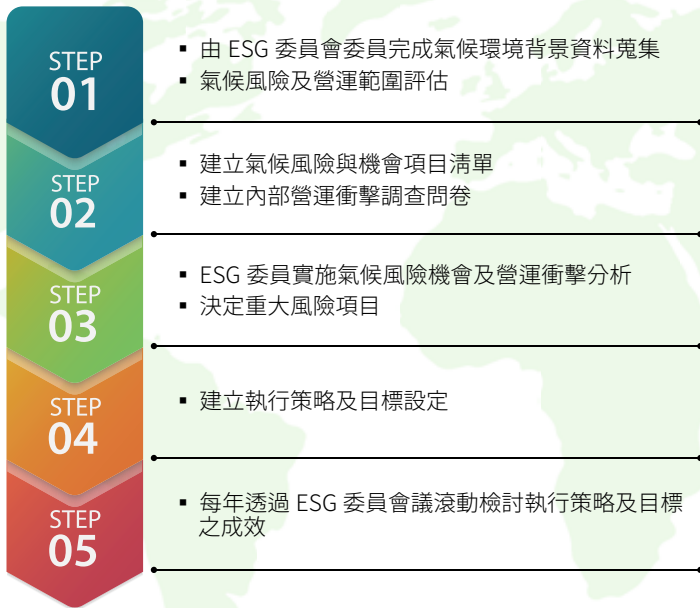 STEP
01
▪ 由 ESG 委員會委員完成氣候環境背景資料蒐集
▪ 氣候風險及營運範圍評估
STEP
02
▪ 建立氣候風險與機會項目清單
▪ 建立內部營運衝擊調查問卷
STEP
03
▪ ESG 委員實施氣候風險機會及營運衝擊分析
▪ 決定重大風險項目
STEP
04
▪ 建立執行策略及目標設定
STEP
05
▪ 每年透過 ESG 委員會議滾動檢討執行策略及目標
之成效